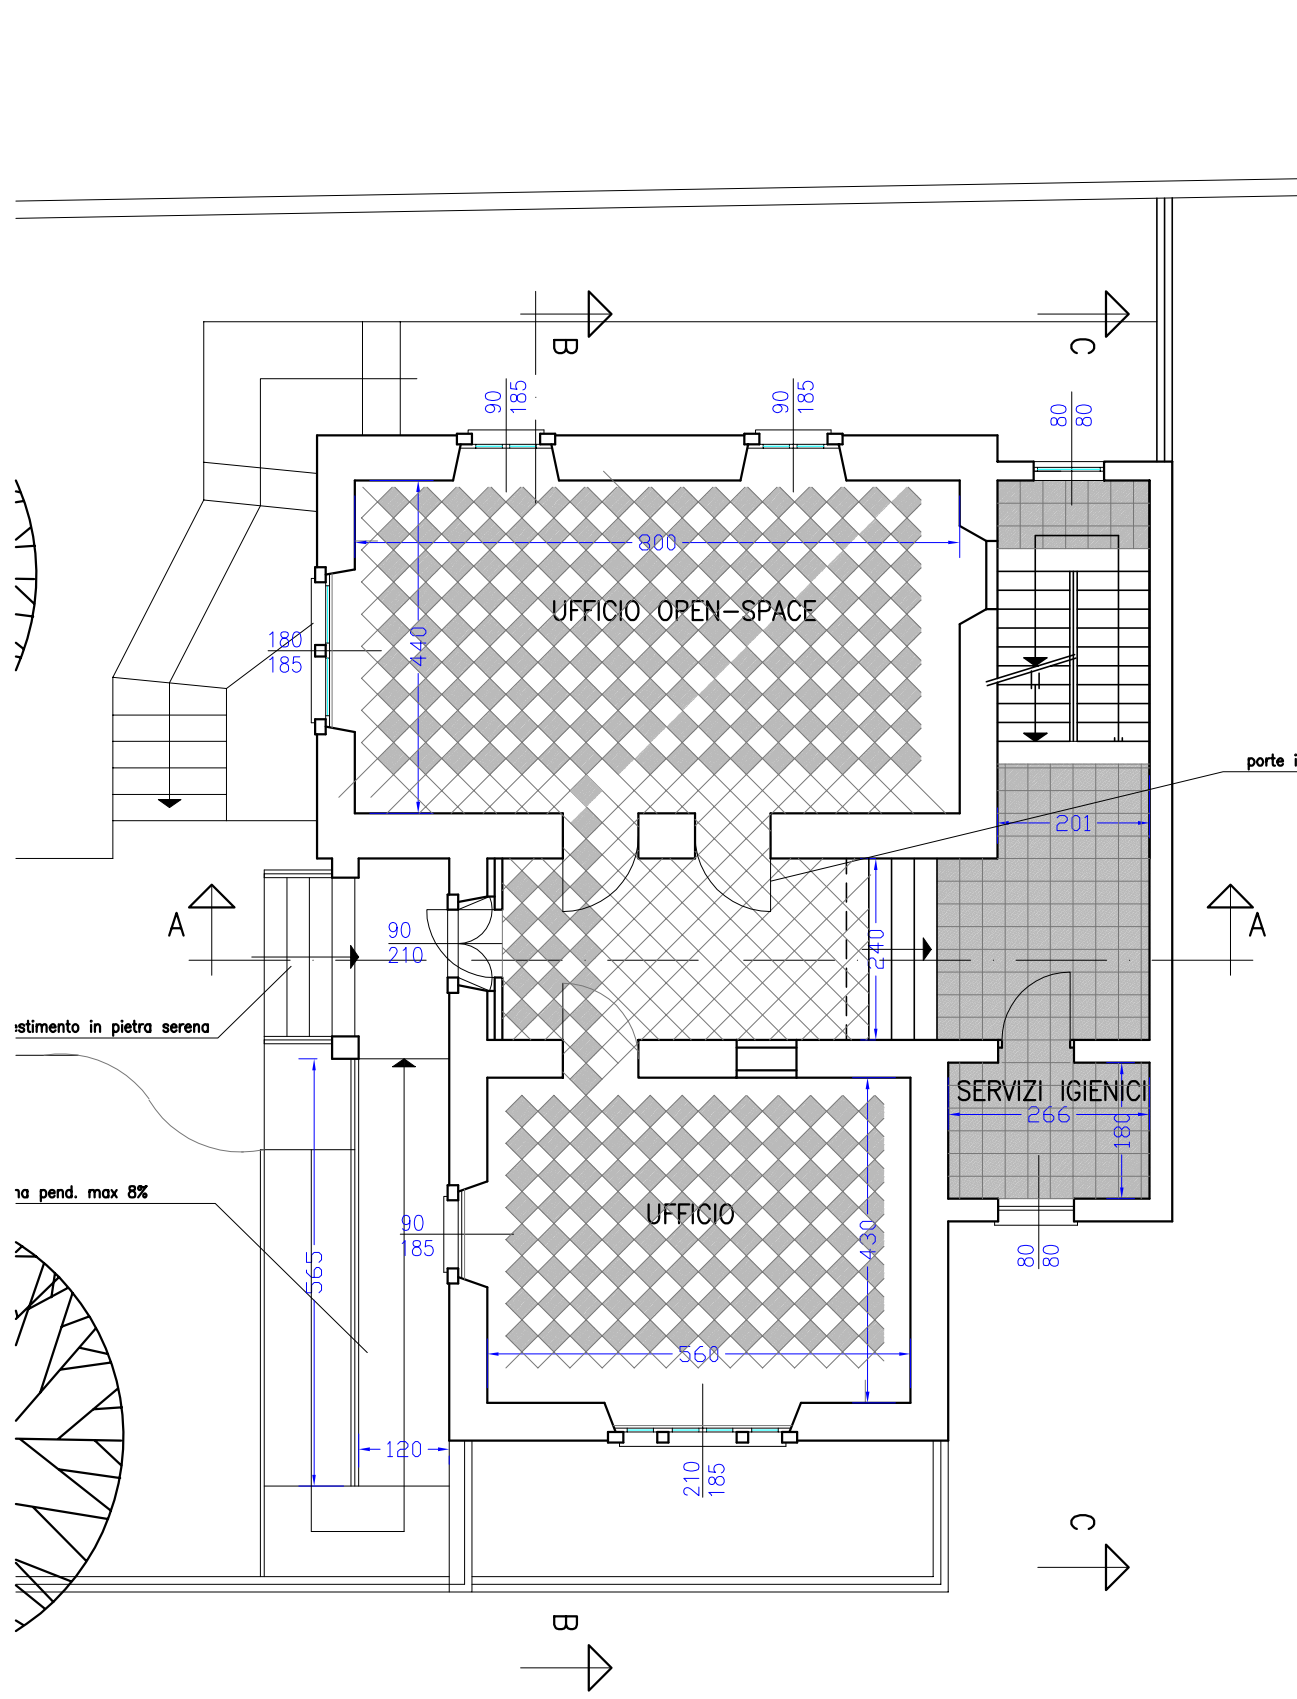 B
C
90
185
90
185
80
80
800
UFFICIO OPEN-SPACE
440
180
185
porte i
201
A
A
90
210
240
estimento in pietra serena
SERVIZI IGIENICI
266
180
na pend. max 8%
UFFICIO
90
185
430
80
80
565
560
120
210
185
C
B